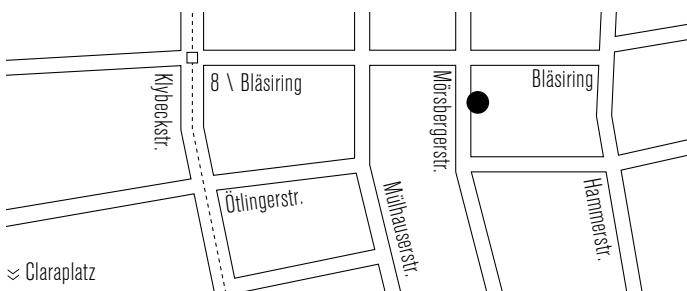 Klybeckstr.
8 \ Bläsiring
Mörsbergerstr.
Bläsiring
Ötlingerstr.
Mülhauserstr.
Hammerstr.
Claraplatz